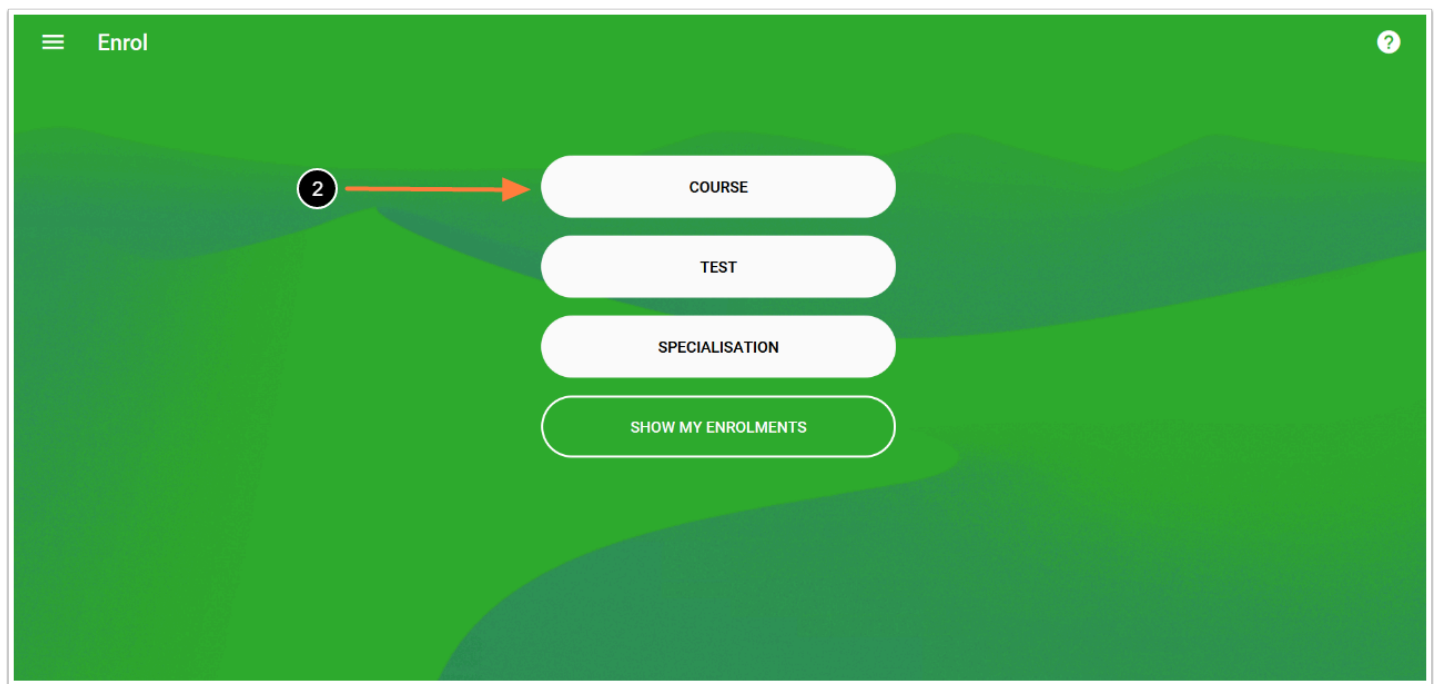 Enrol
?
2
COURSE
TEST
SPECIALISATION
SHOW MY ENROLMENTS